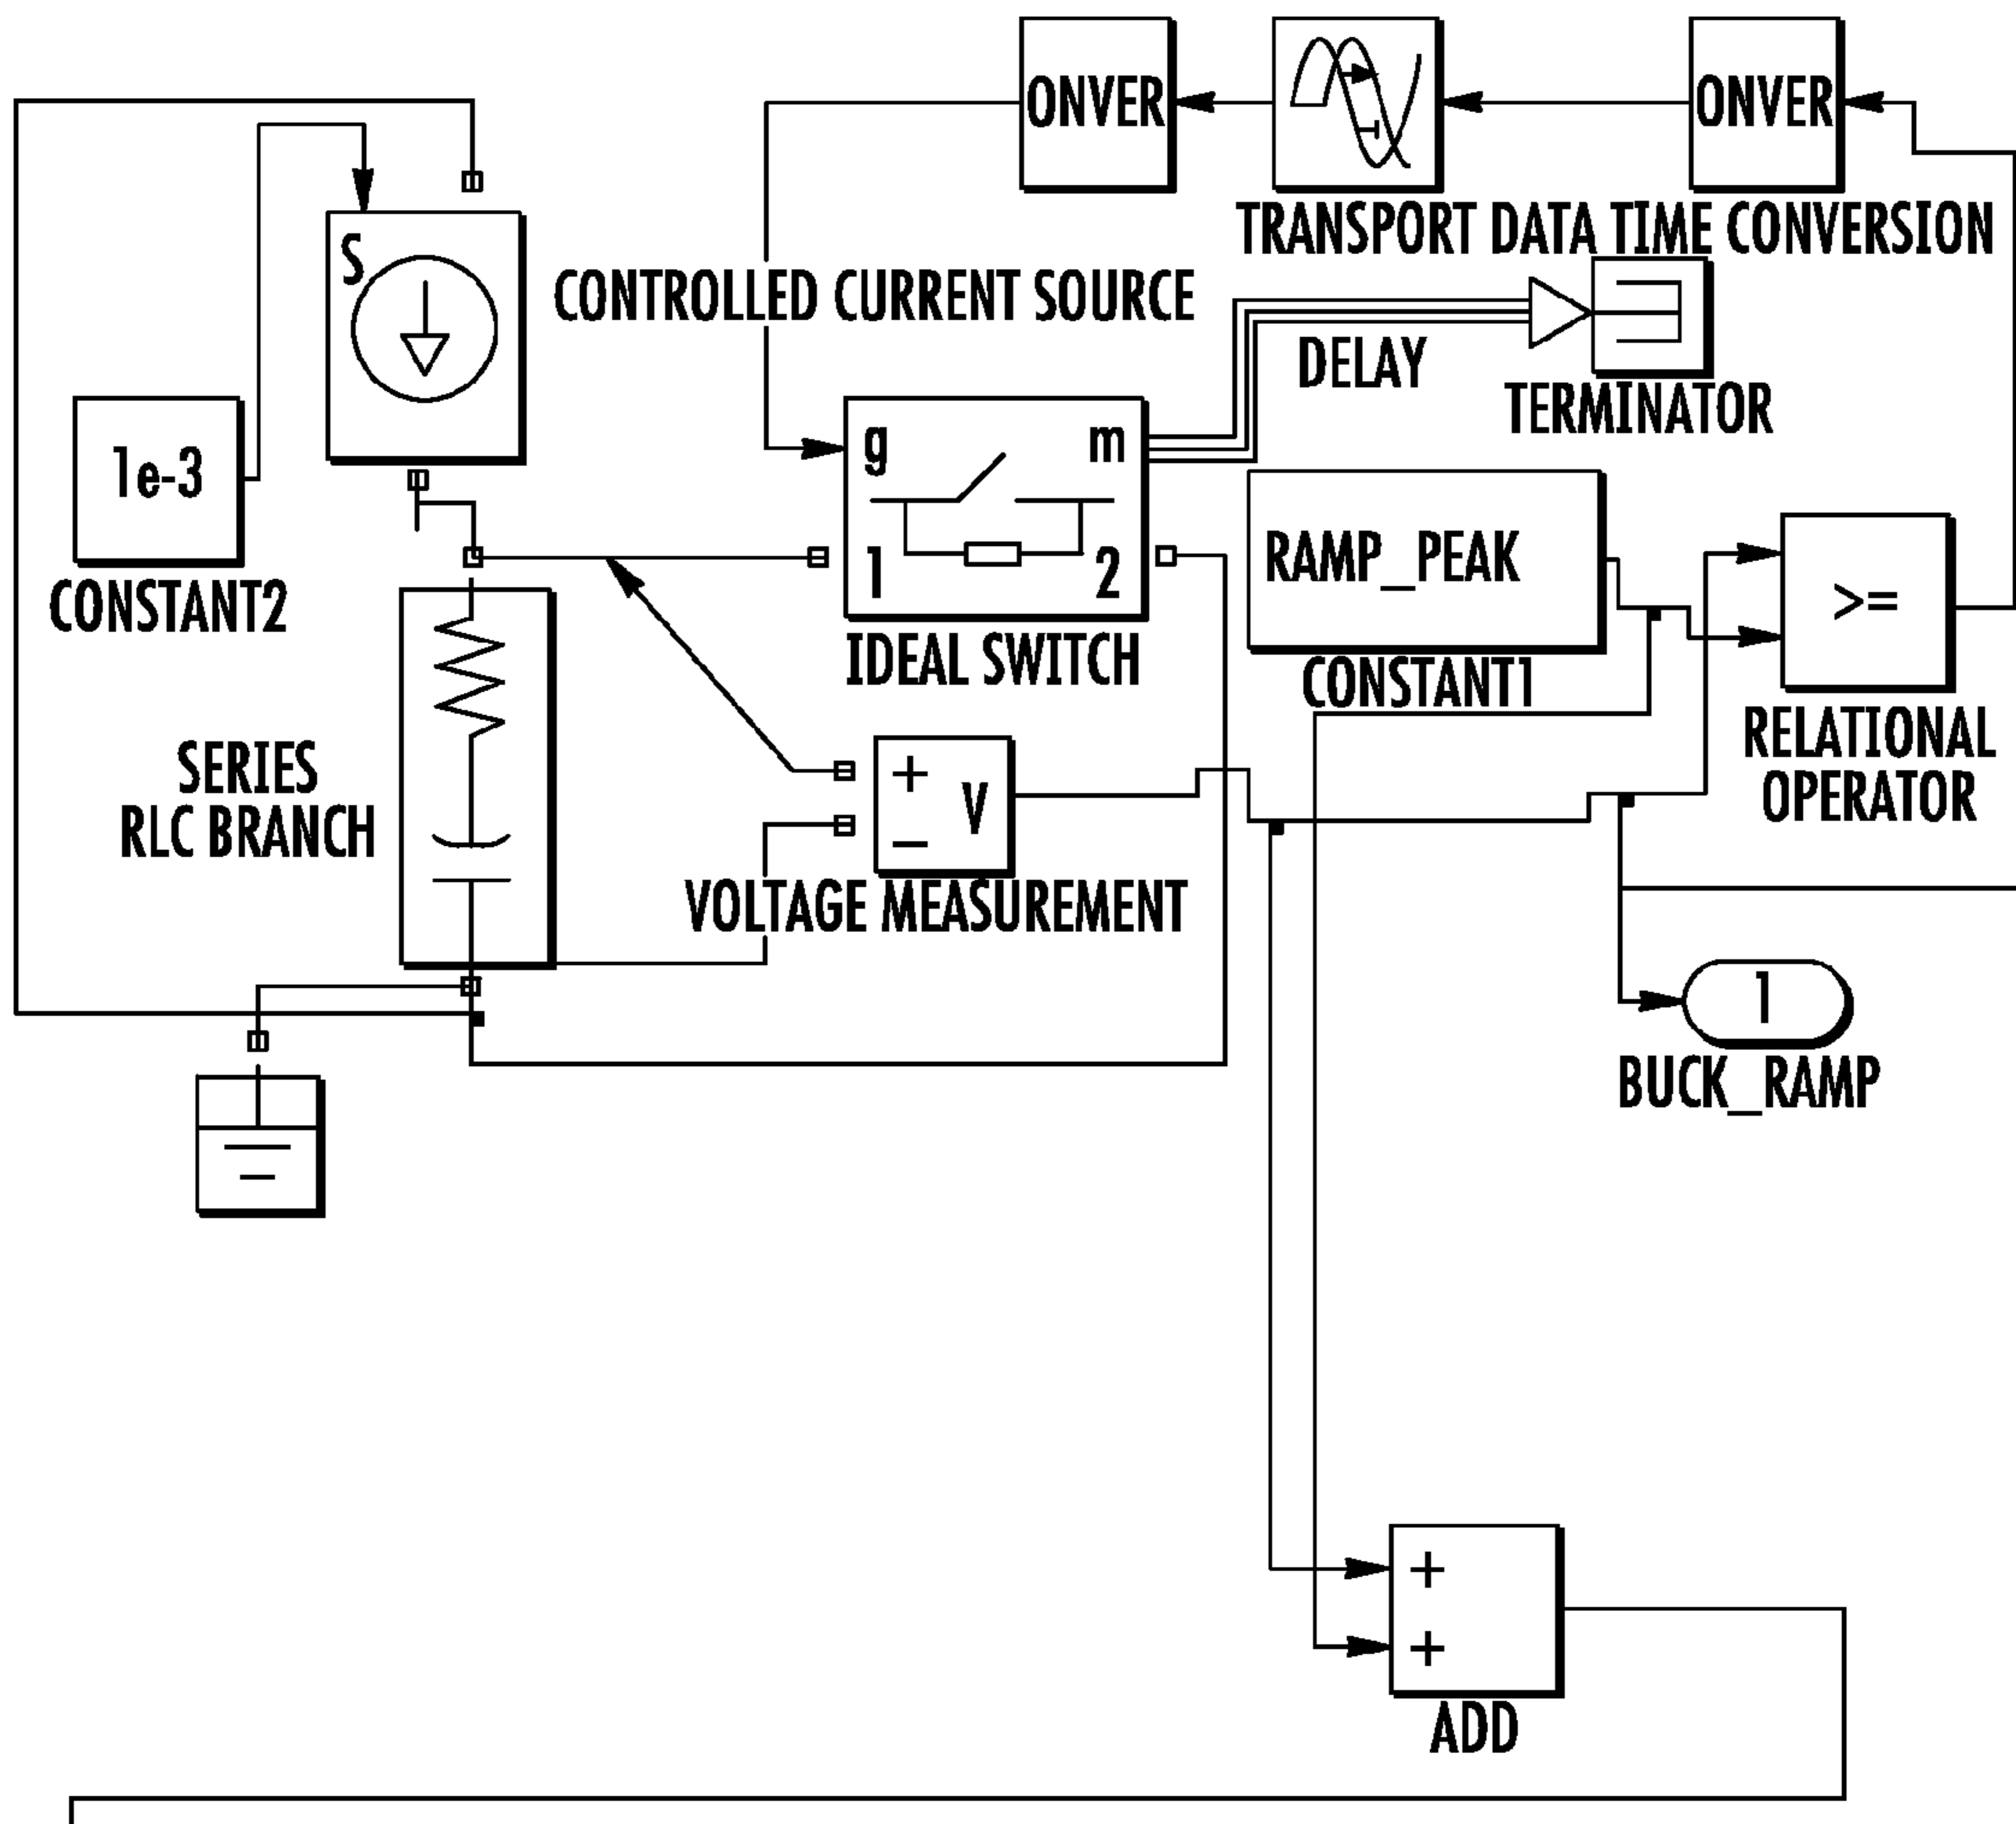 ONVER
ONVER
TRANSPORT DATA TIME CONVERSION
S
CONTROLLED CURRENT SOURCE
DELAY
TERMINATOR
1e-3
CONSTANT2
g
m
1
2
IDEAL SWITCH
RAMP_PEAK
CONSTANT1
>=
RELATIONAL
OPERATOR
SERIES
RLC BRANCH
+
V
−
VOLTAGE MEASUREMENT
1
BUCK_RAMP
+
+
ADD